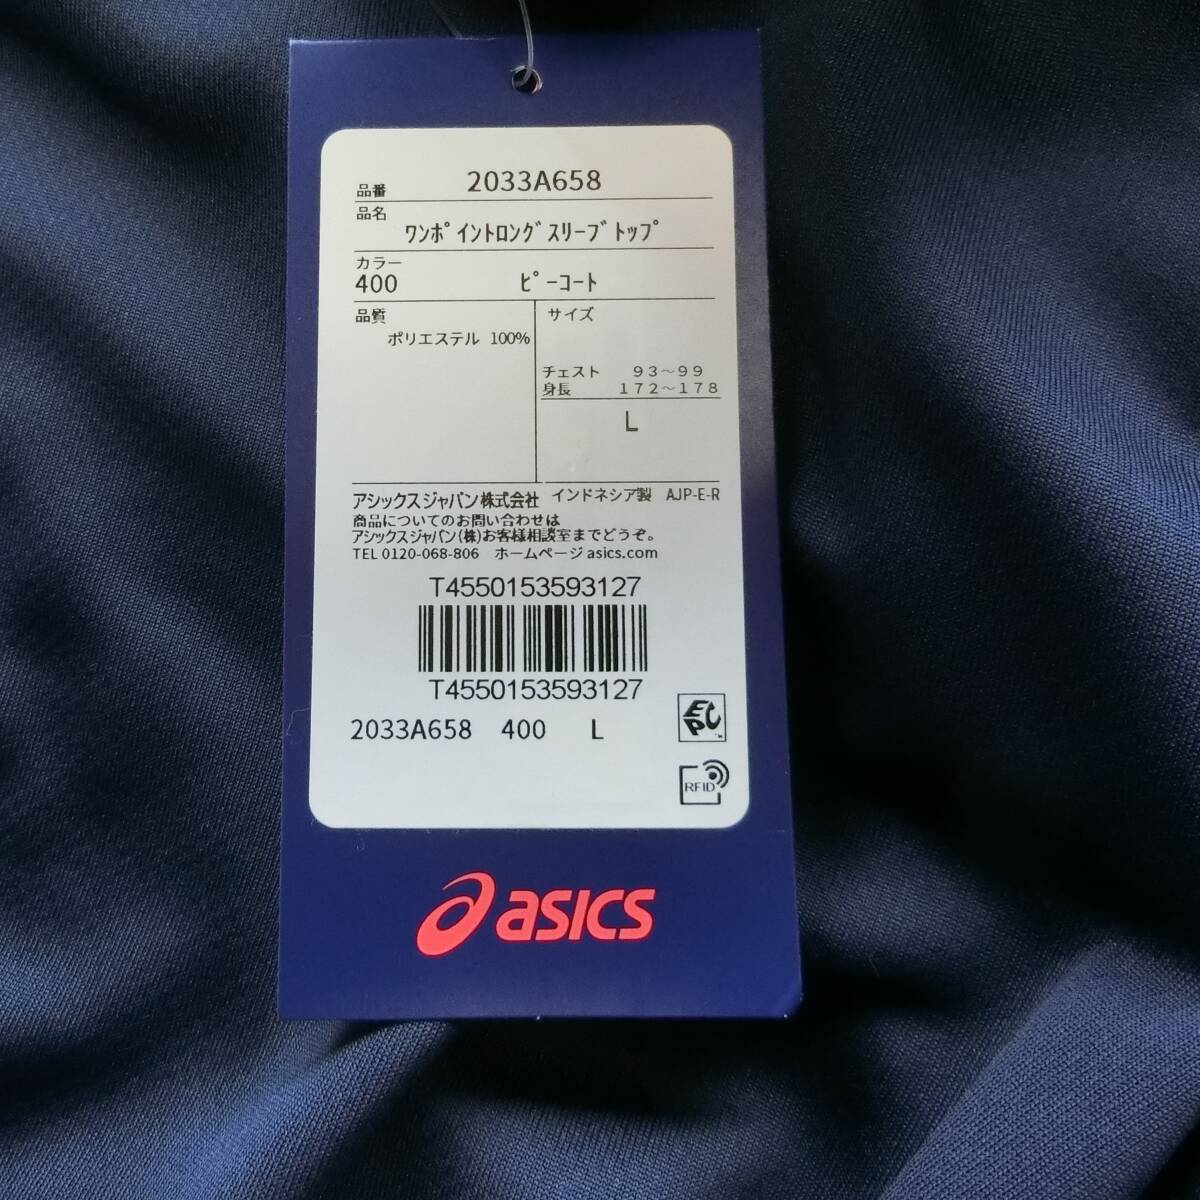 品番 2033A658
品名
ﾜﾝﾎﾟｲﾝﾄﾛﾝｸﾞｽﾘｰﾌﾞﾄｯﾌﾟ
カラー
400 ﾋﾟｰｺｰﾄ
品質
ポリエステル 100%
サイズ
チェスト ９３～９９
身長 １７２～１７８
L
アシックスジャパン株式会社 インドネシア製 AJP-E-R
商品についてのお問い合わせは
アシックスジャパン(株)お客様相談室までどうぞ。
TEL 0120-068-806 ホームページ asics.com
T4550153593127
T4550153593127
2033A658 400 L
EPC
RFID
asics